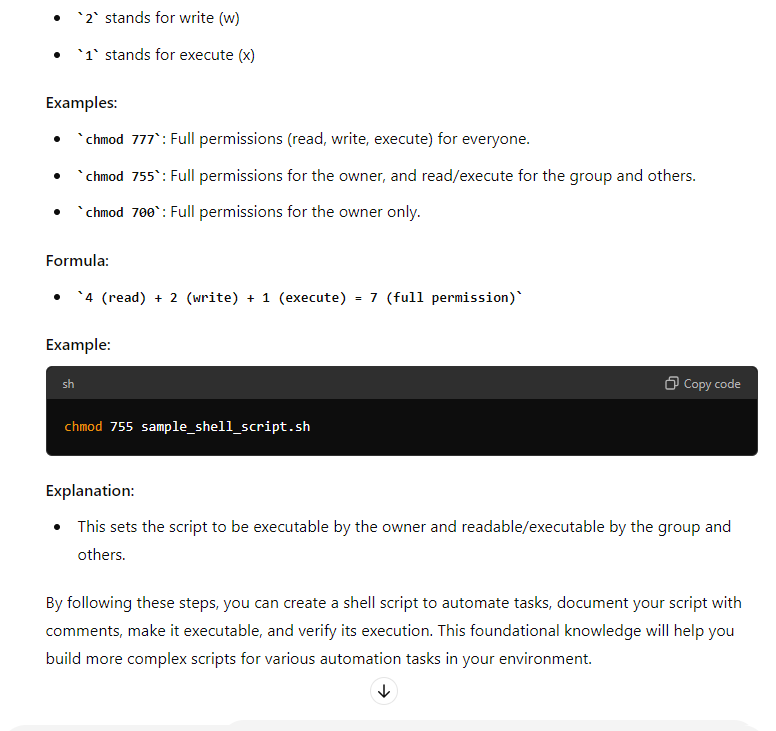 • `2` stands for write (w)
• `1` stands for execute (x)
Examples:
• `chmod 777`: Full permissions (read, write, execute) for everyone.
• `chmod 755`: Full permissions for the owner, and read/execute for the group and others.
• `chmod 700`: Full permissions for the owner only.
Formula:
• `4 (read) + 2 (write) + 1 (execute) = 7 (full permission)`
Example:
sh Copy code
chmod 755 sample_shell_script.sh
Explanation:
• This sets the script to be executable by the owner and readable/executable by the group and
others.
By following these steps, you can create a shell script to automate tasks, document your script with
comments, make it executable, and verify its execution. This foundational knowledge will help you
build more complex scripts for various automation tasks in your environment.